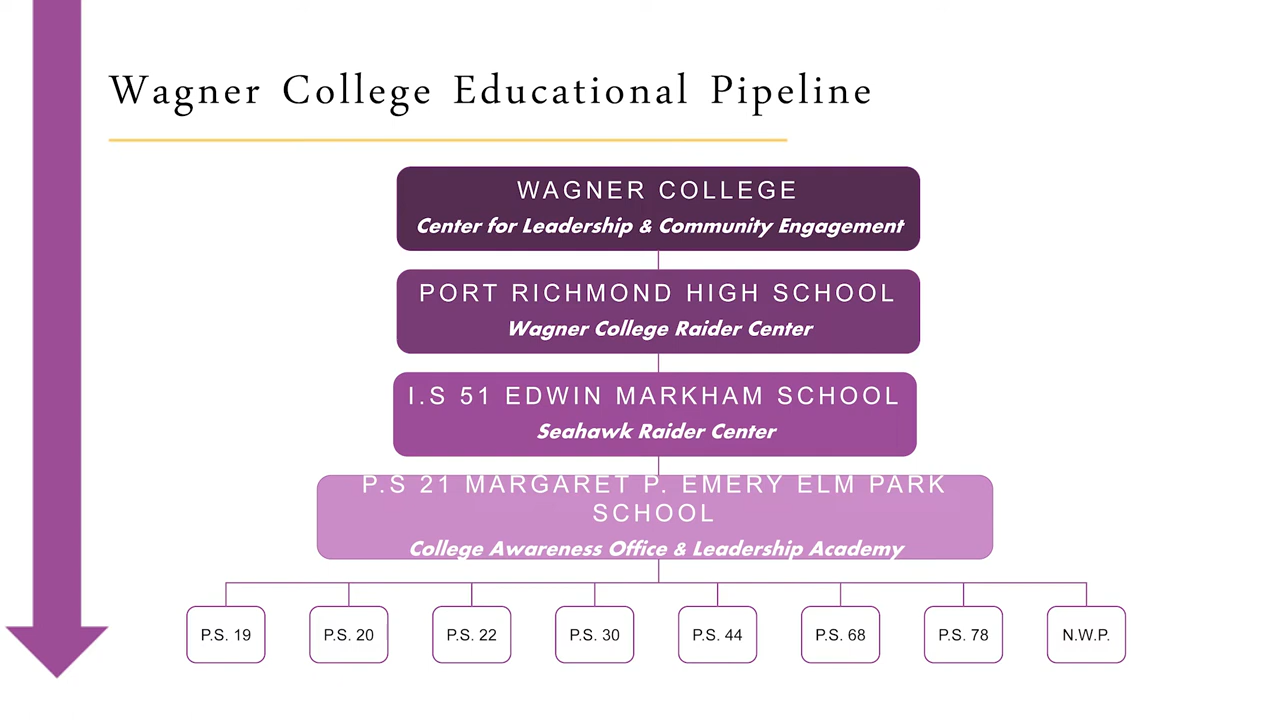 Wagner College Educational Pipeline
WAGNER COLLEGE
Center for Leadership & Community Engagement
PORT RICHMOND HIGH SCHOOL
Wagner College Raider Center
I.S 51 EDWIN MARKHAM SCHOOL
Seahawk Raider Center
P.S 21 MARGARET P. EMERY ELM PARK
SCHOOL
College Awareness Office & Leadership Academy
P.S. 19
P.S. 20
P.S. 22
P.S. 30
P.S. 44
P.S. 68
P.S. 78
N.W.P.